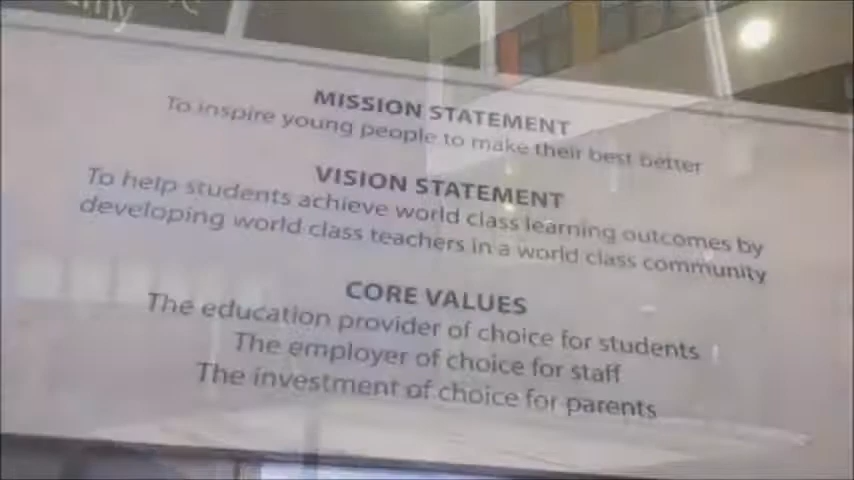 MISSION STATEMENT
To inspire young people to make their best better
VISION STATEMENT
To help students achieve world class learning outcomes by
developing world class teachers in a world class community
CORE VALUES
The education provider of choice for students
The employer of choice for staff
The investment of choice for parents